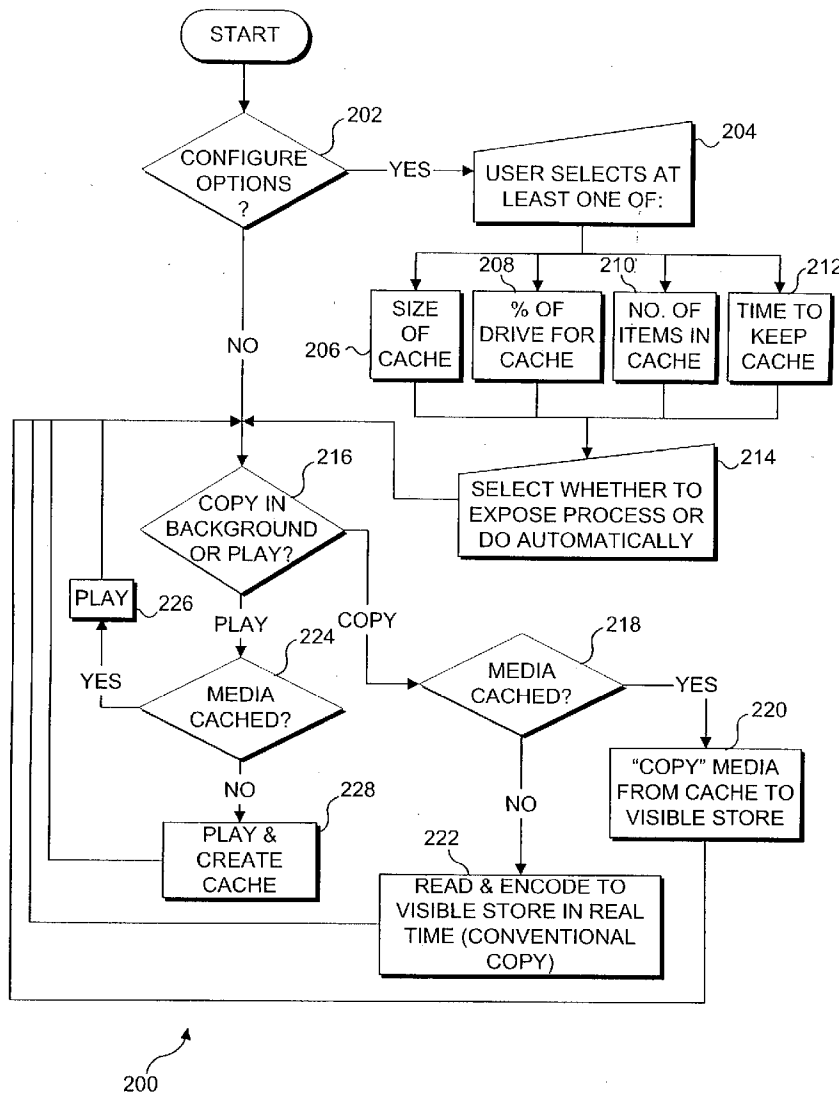 START
202
CONFIGURE
OPTIONS
?
YES
204
USER SELECTS AT
LEAST ONE OF:
NO
206
SIZE
OF
CACHE
208
% OF
DRIVE FOR
CACHE
210
NO. OF
ITEMS IN
CACHE
212
TIME TO
KEEP
CACHE
214
SELECT WHETHER TO
EXPOSE PROCESS OR
DO AUTOMATICALLY
216
COPY IN
BACKGROUND
OR PLAY?
PLAY
226
PLAY
COPY
YES
224
MEDIA
CACHED?
218
MEDIA
CACHED?
YES
220
“COPY” MEDIA
FROM CACHE TO
VISIBLE STORE
NO
228
PLAY &
CREATE
CACHE
NO
222
READ & ENCODE TO
VISIBLE STORE IN REAL
TIME (CONVENTIONAL
COPY)
200